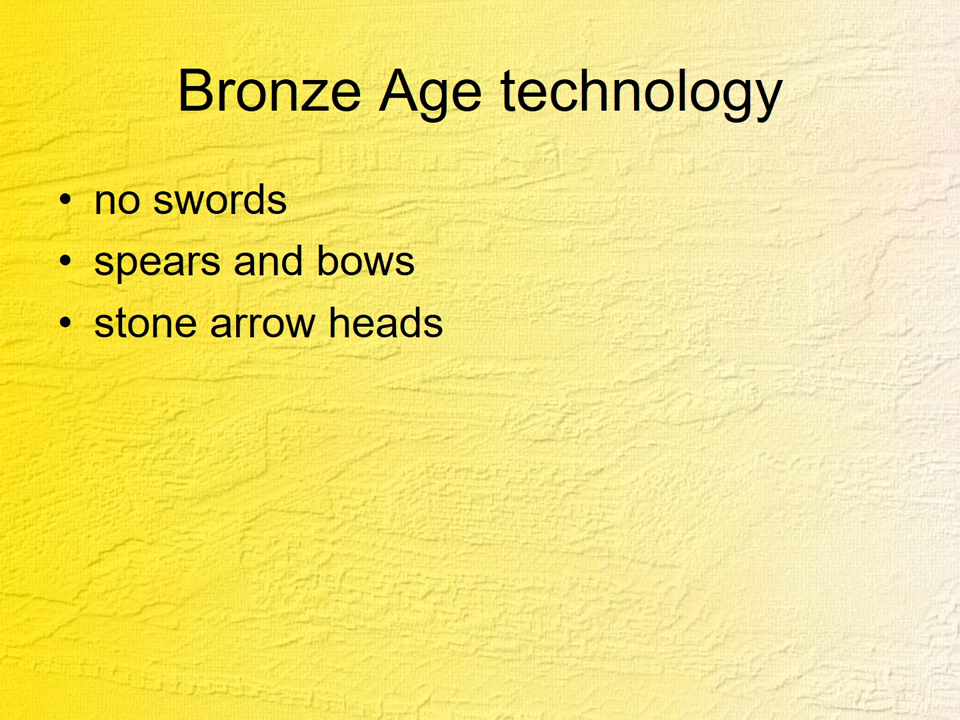 Bronze Age technology
• no swords
• spears and bows
• stone arrow heads